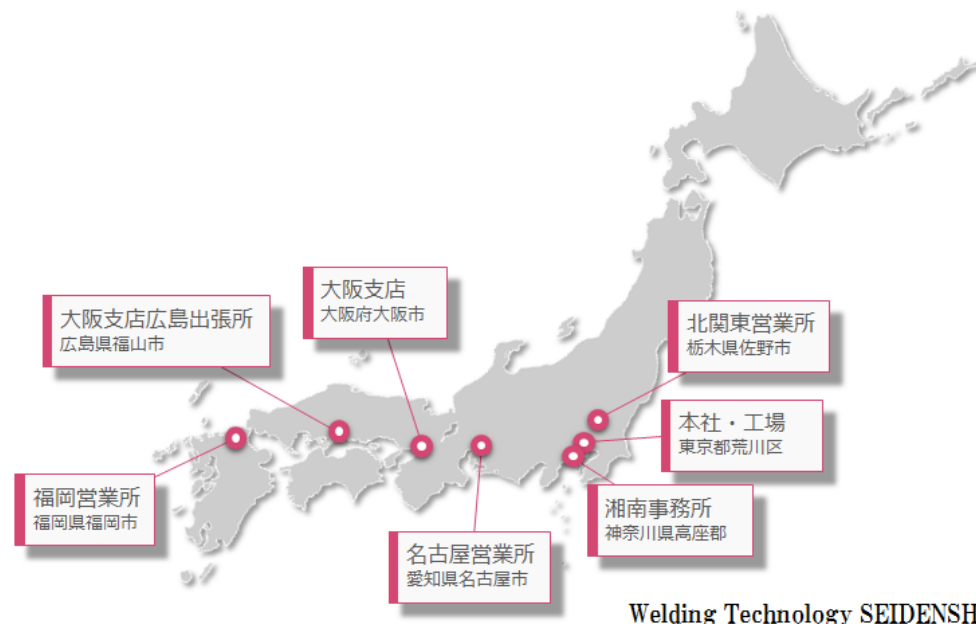 大阪支店
大阪府大阪市
大阪支店広島出張所
広島県福山市
北関東営業所
栃木県佐野市
本社・工場
東京都荒川区
福岡営業所
福岡県福岡市
湘南事務所
神奈川県高座郡
名古屋営業所
愛知県名古屋市
Welding Technology SEIDENSH